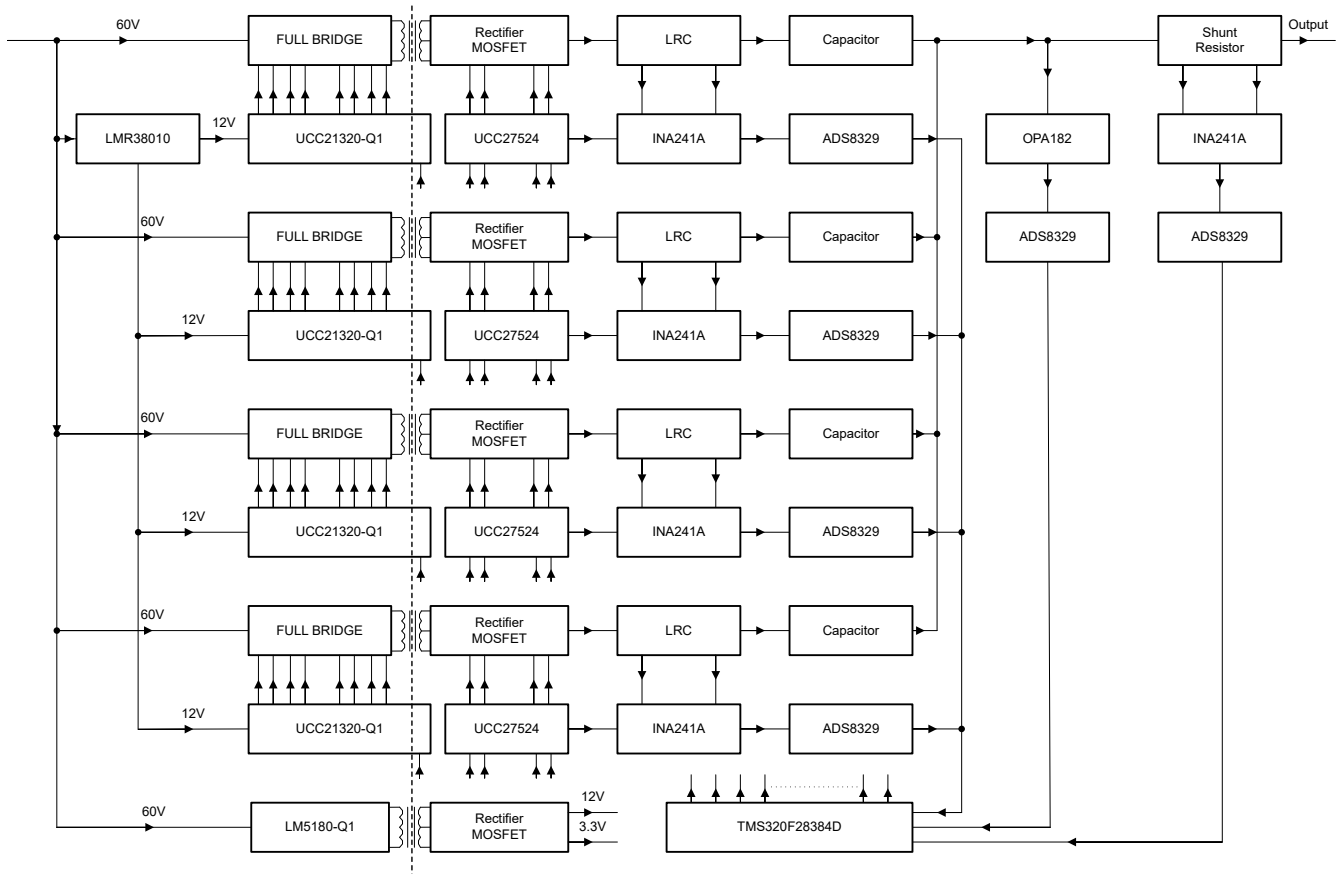 60V
FULL BRIDGE
Rectifier
MOSFET
LRC
Capacitor
Shunt
Resistor
Output
LMR38010
12V
UCC21320-Q1
UCC27524
INA241A
ADS8329
OPA182
INA241A
60V
FULL BRIDGE
Rectifier
MOSFET
LRC
Capacitor
ADS8329
ADS8329
12V
UCC21320-Q1
UCC27524
INA241A
ADS8329
60V
FULL BRIDGE
Rectifier
MOSFET
LRC
Capacitor
12V
UCC21320-Q1
UCC27524
INA241A
ADS8329
60V
FULL BRIDGE
Rectifier
MOSFET
LRC
Capacitor
12V
UCC21320-Q1
UCC27524
INA241A
ADS8329
60V
LM5180-Q1
Rectifier
MOSFET
12V
3.3V
TMS320F28384D